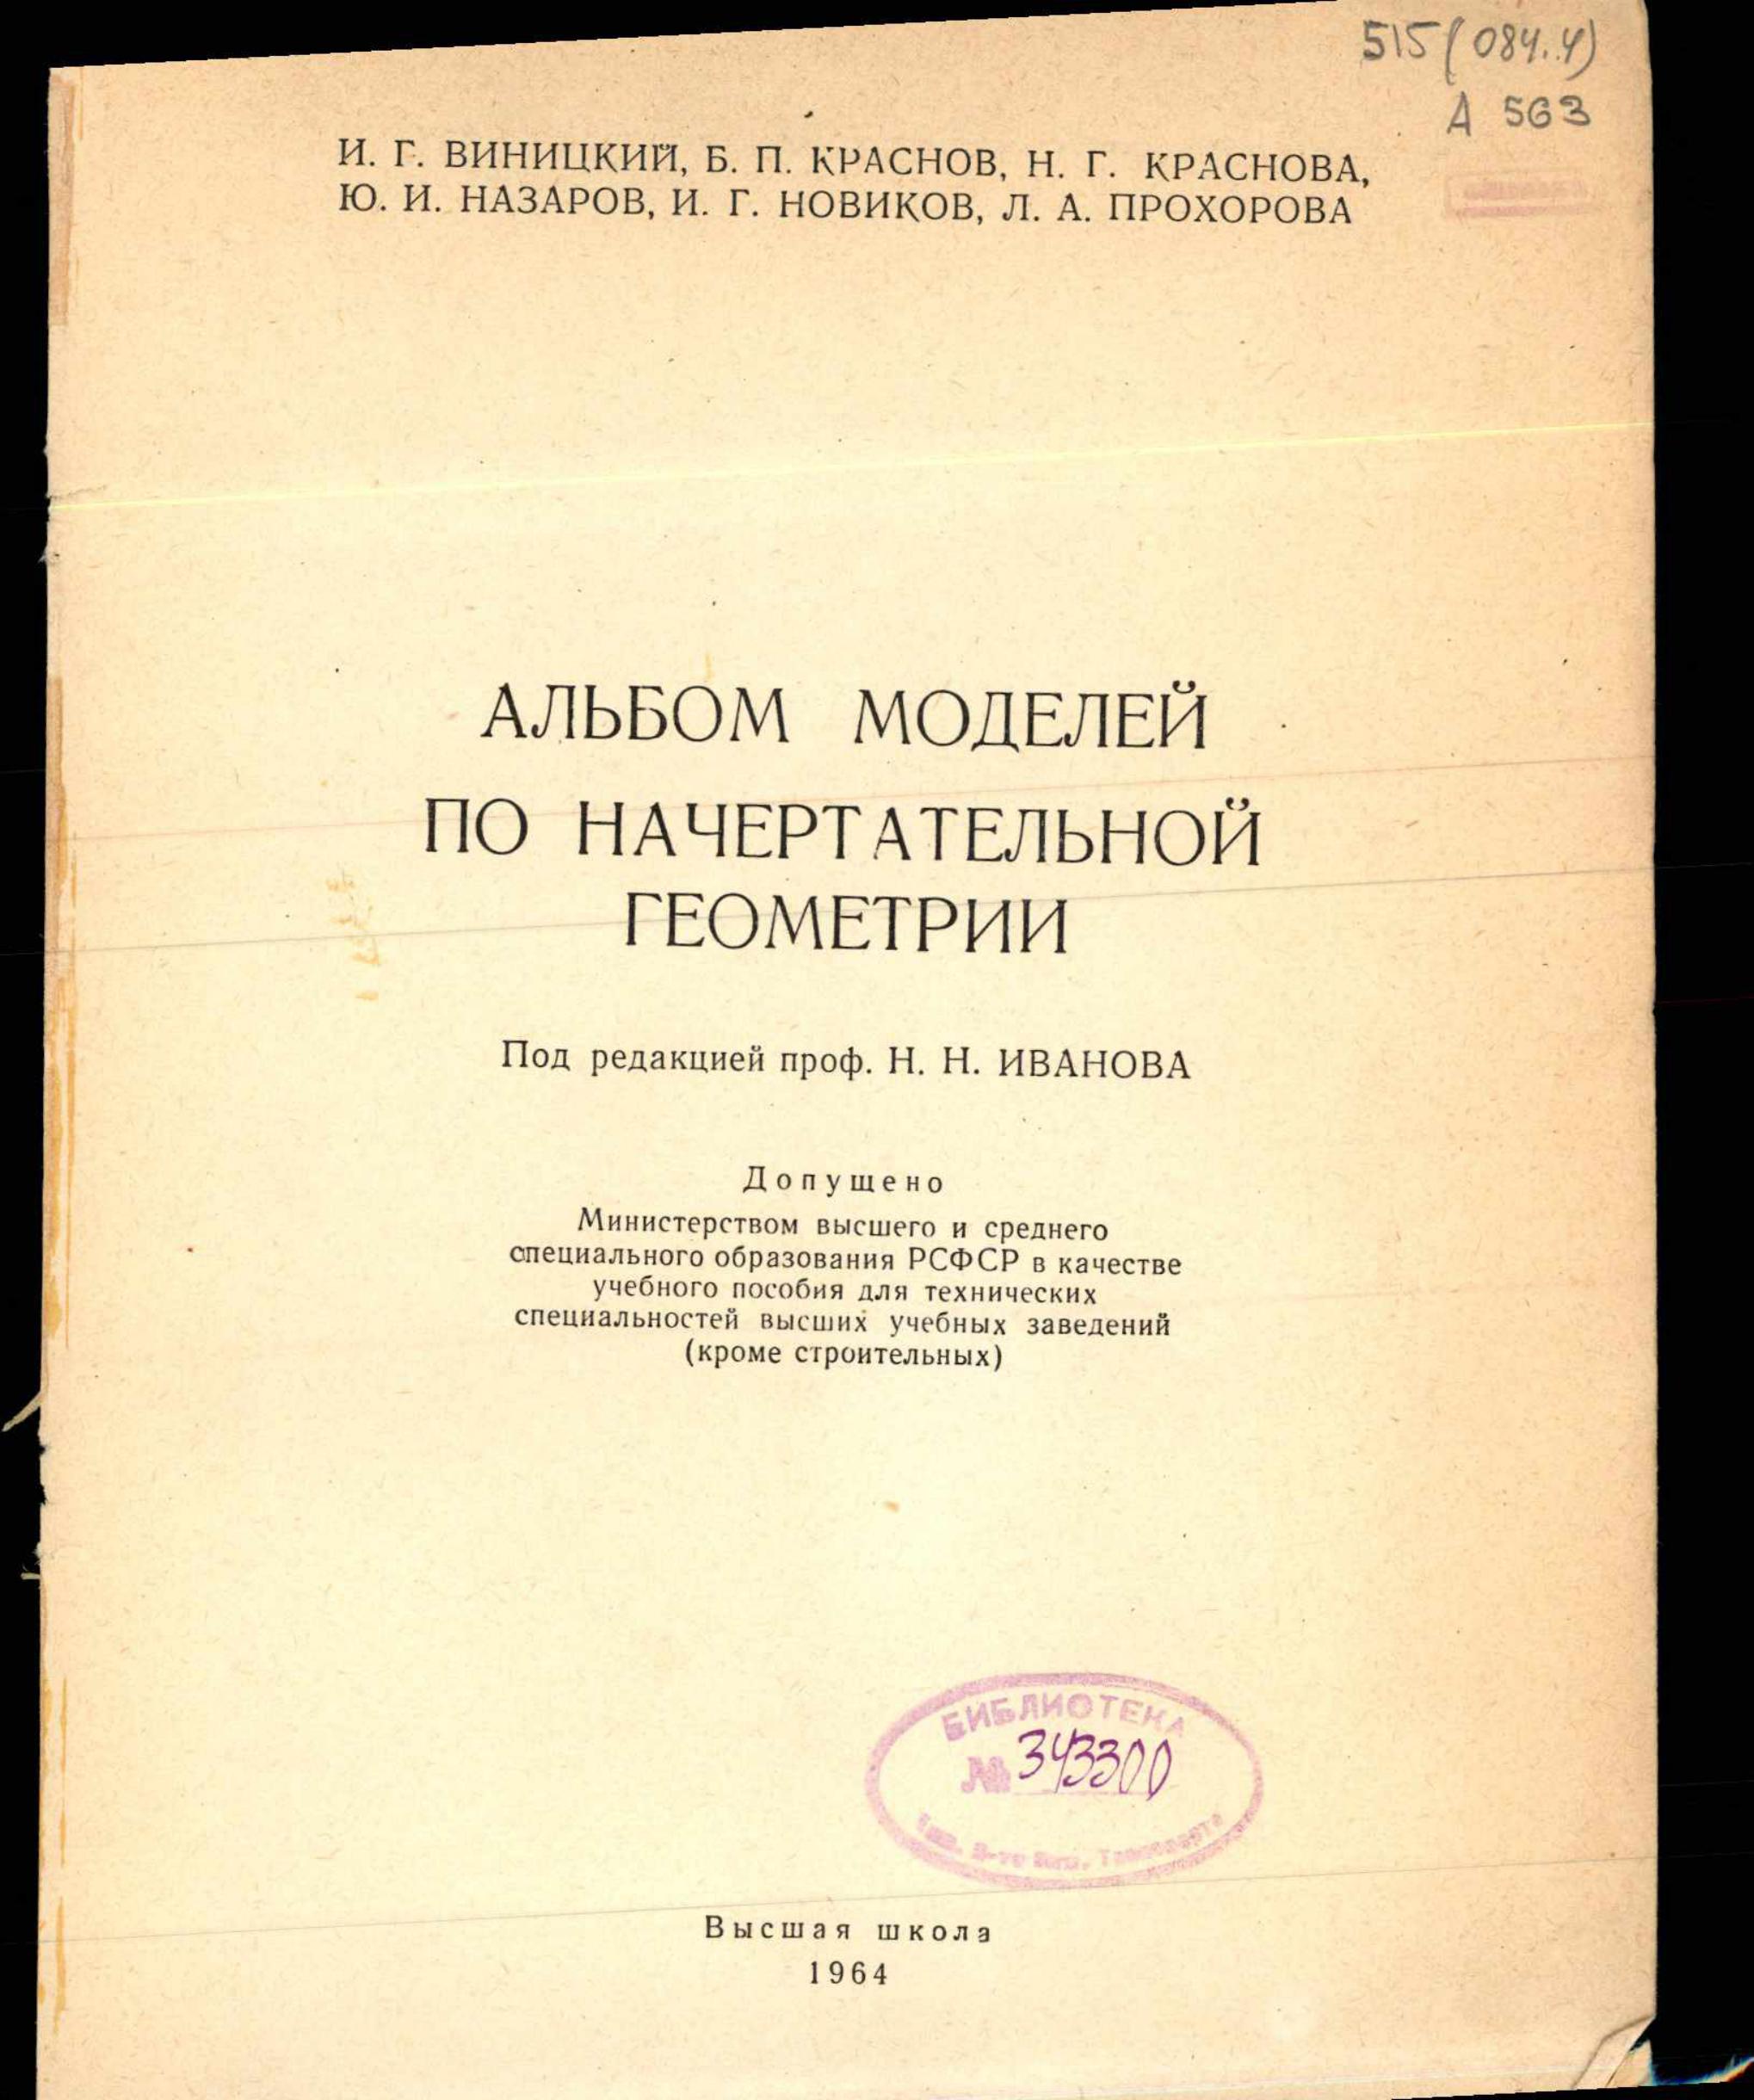 515(084.4)
А 563
И. Г. ВИНИЦКИЙ, Б. П. КРАСНОВ, Н. Г. КРАСНОВА,
Ю. И. НАЗАРОВ, И. Г. НОВИКОВ, Л. А. ПРОХОРОВА
АЛЬБОМ МОДЕЛЕЙ
ПО НАЧЕРТАТЕЛЬНОЙ
ГЕОМЕТРИИ
Под редакцией проф. Н. Н. ИВАНОВА
Допущено
Министерством высшего и среднего
специального образования РСФСР в качестве
учебного пособия для технических
специальностей высших учебных заведений
(кроме строительных)
БИБЛИОТЕКА
№ 343300
Высшая школа
1964